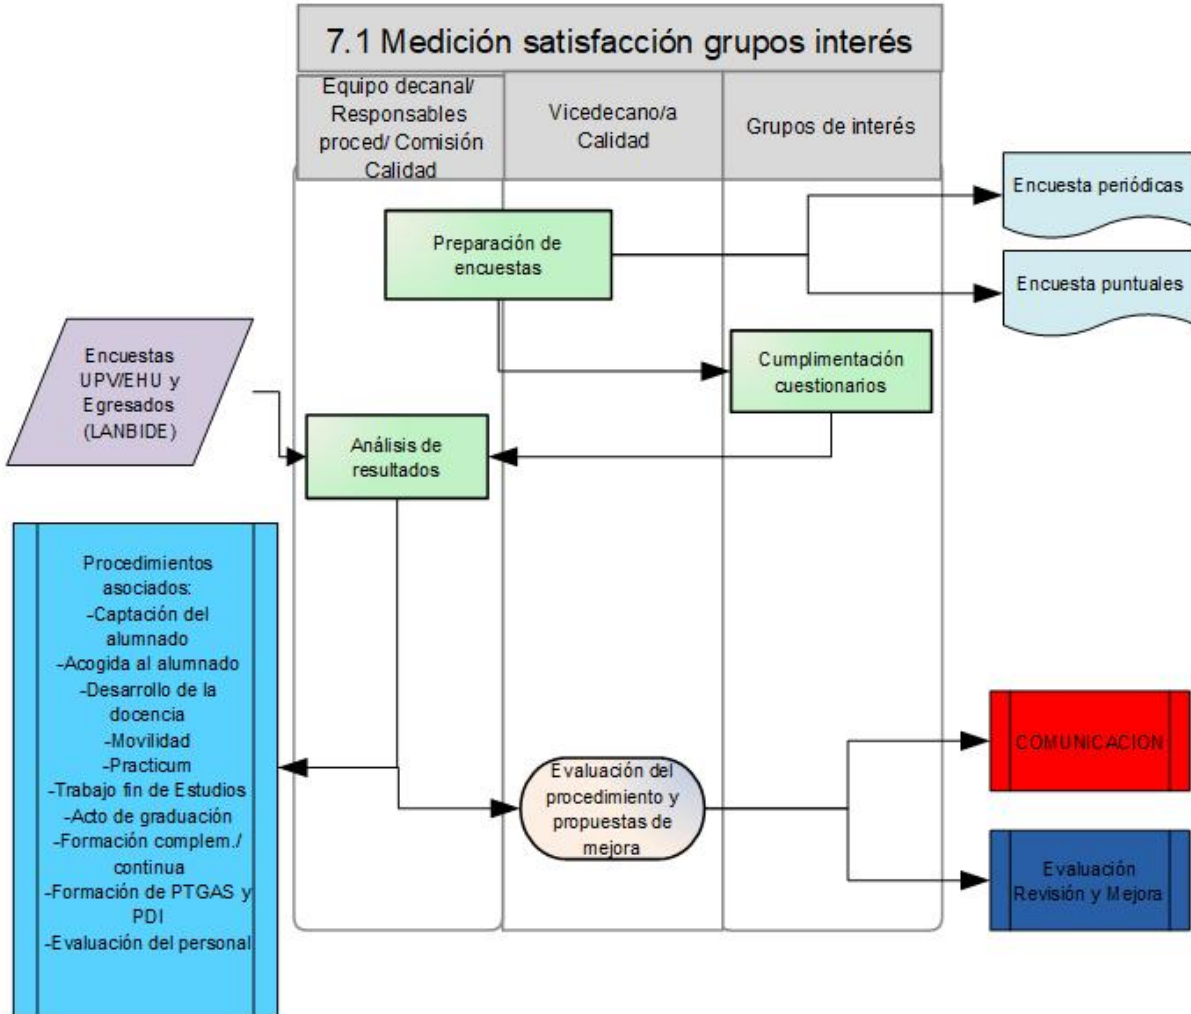 7.1 Medición satisfacción grupos interés
Equipo decanal/
Responsables
proced/ Comisión
Calidad
Vicedecano/a
Calidad
Grupos de interés
Encuesta periódicas
Preparación de
encuestas
Encuesta puntuales
Encuestas
UPV/EHU y
Egresados
(LANBIDE)
Cumplimentación
cuestionarios
Análisis de
resultados
Procedimientos
asociados:
-Captación del
alumnado
-Acogida al alumnado
-Desarrollo de la
docencia
-Movilidad
-Practicum
-Trabajo fin de Estudios
-Acto de graduación
-Formación complem./
continua
-Formación de PTGAS y
PDI
-Evaluación del personal
Evaluación del
procedimiento y
propuestas de
mejora
COMUNICACION
Evaluación
Revisión y Mejora